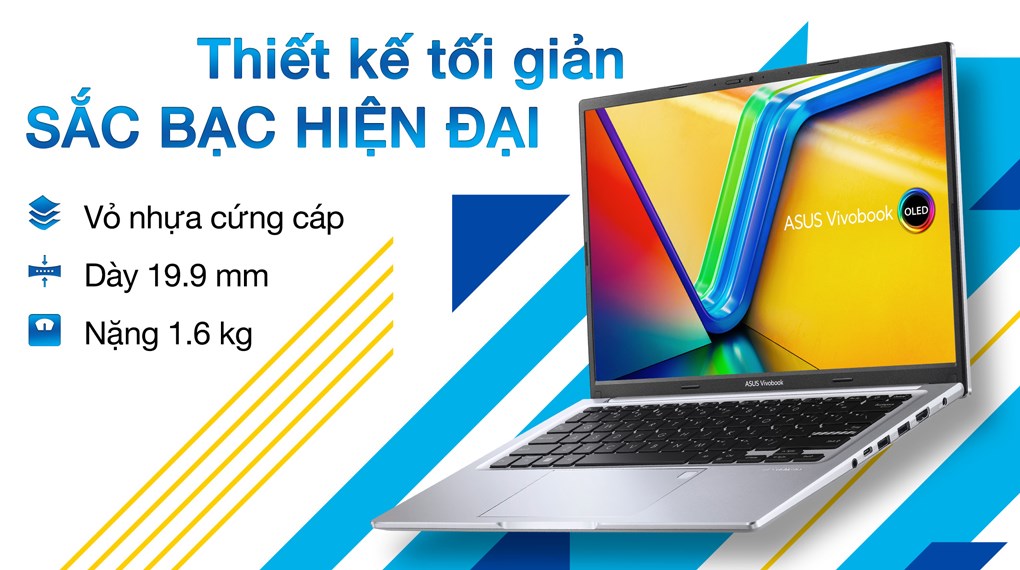 Thiết kế tối giản
SẮC BẠC HIỆN ĐẠI
Vỏ nhựa cứng cáp
Dày 19.9 mm
Nặng 1.6 kg
ASUS Vivobook OLED
ASUS Vivobook